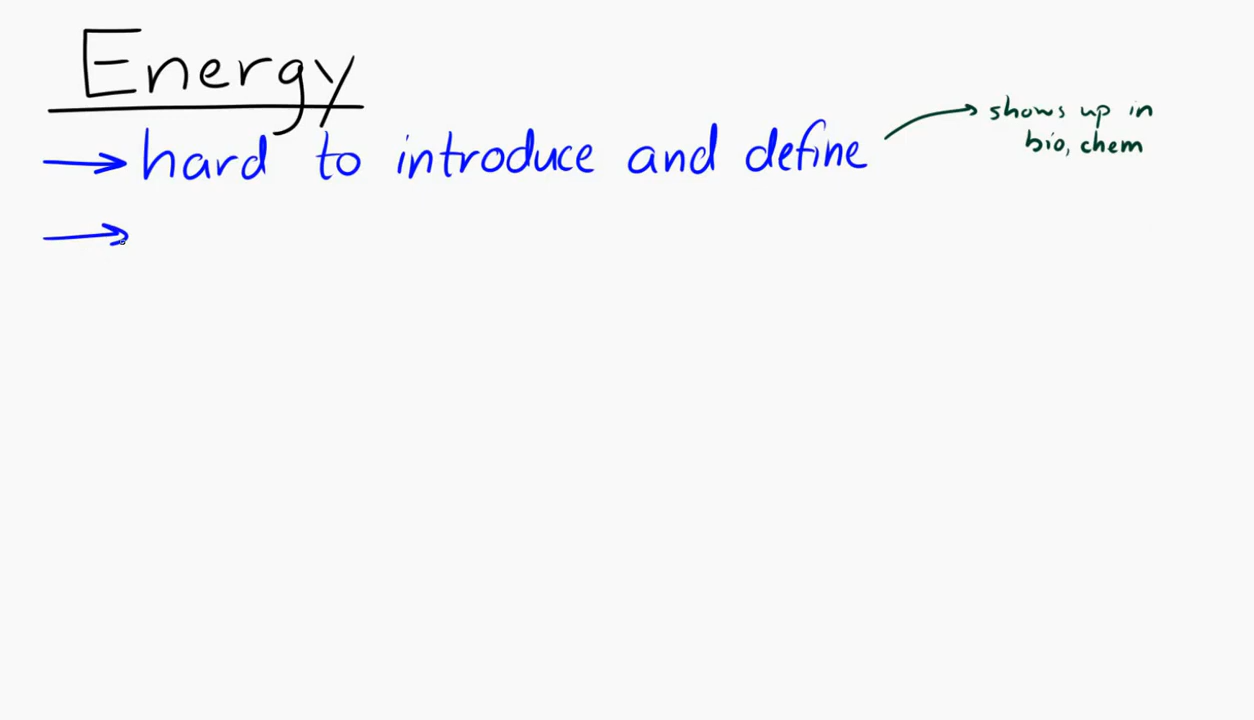 Energy
→ hard to introduce and define → shows up in
bio, chem
→